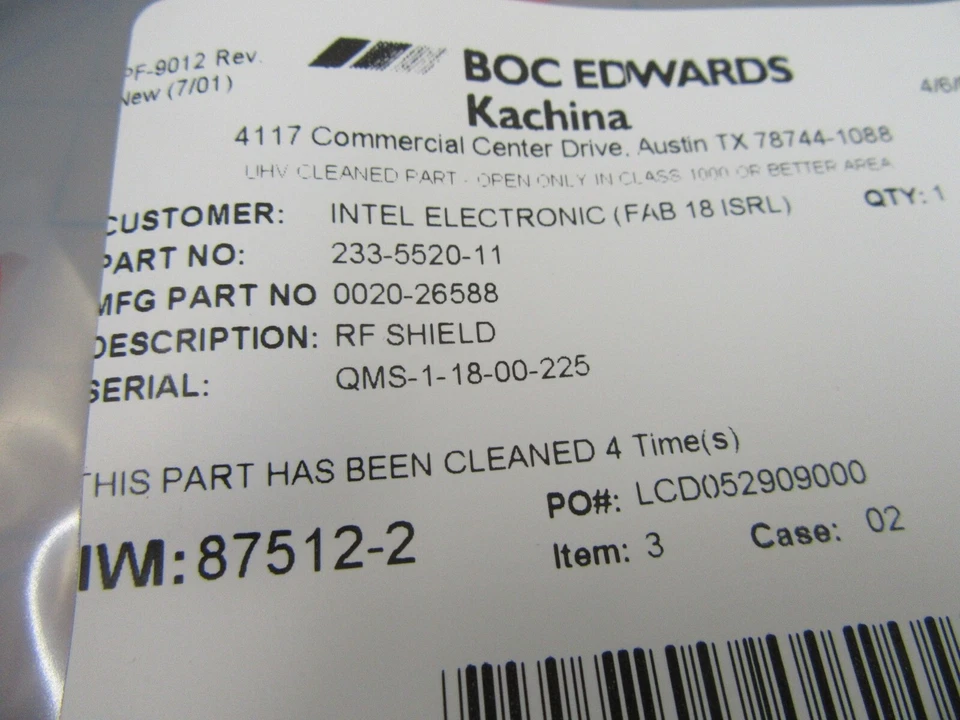 PF-9012 Rev.
New (7/01)
BOC EDWARDS
Kachina
4/6/
4117 Commercial Center Drive, Austin TX 78744-1088
UHV CLEANED PART - OPEN ONLY IN CLASS 1000 OR BETTER AREA
CUSTOMER: INTEL ELECTRONIC (FAB 18 ISRL) QTY: 1
PART NO: 233-5520-11
MFG PART NO 0020-26588
DESCRIPTION: RF SHIELD
SERIAL: QMS-1-18-00-225
THIS PART HAS BEEN CLEANED 4 Time(s)
PO#: LCD052909000
IWI: 87512-2
Item: 3 Case: 02